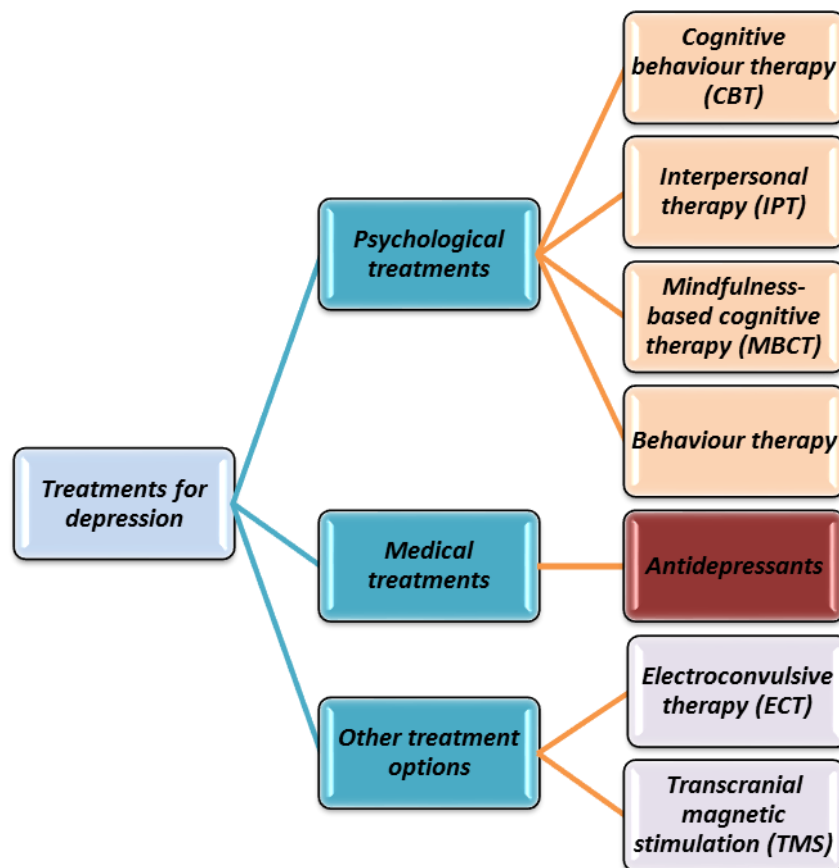 Cognitive
behaviour therapy
(CBT)
Interpersonal
therapy (IPT)
Psychological
treatments
Mindfulness-
based cognitive
therapy (MBCT)
Behaviour therapy
Treatments for
depression
Medical
treatments
Antidepressants
Electroconvulsive
therapy (ECT)
Other treatment
options
Transcranial
magnetic
stimulation (TMS)